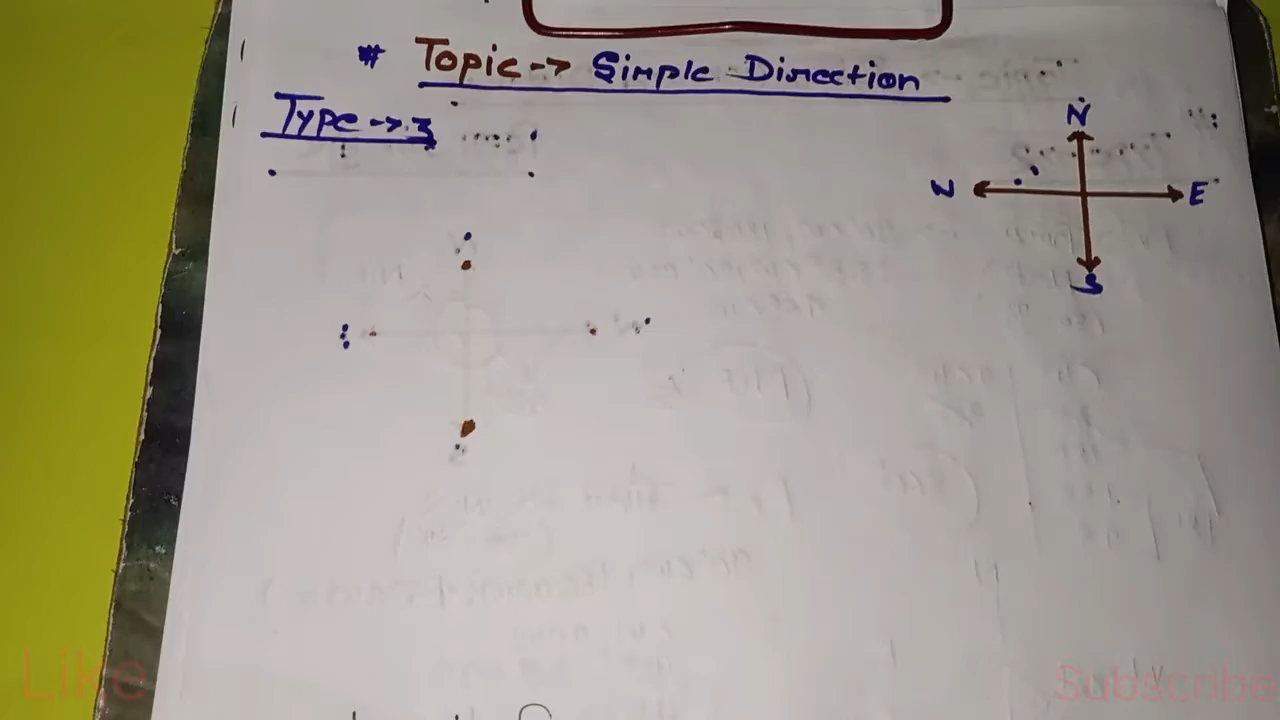 # Topic → Simple Direction
Type → 3
N
W E
S
Like
Subscribe